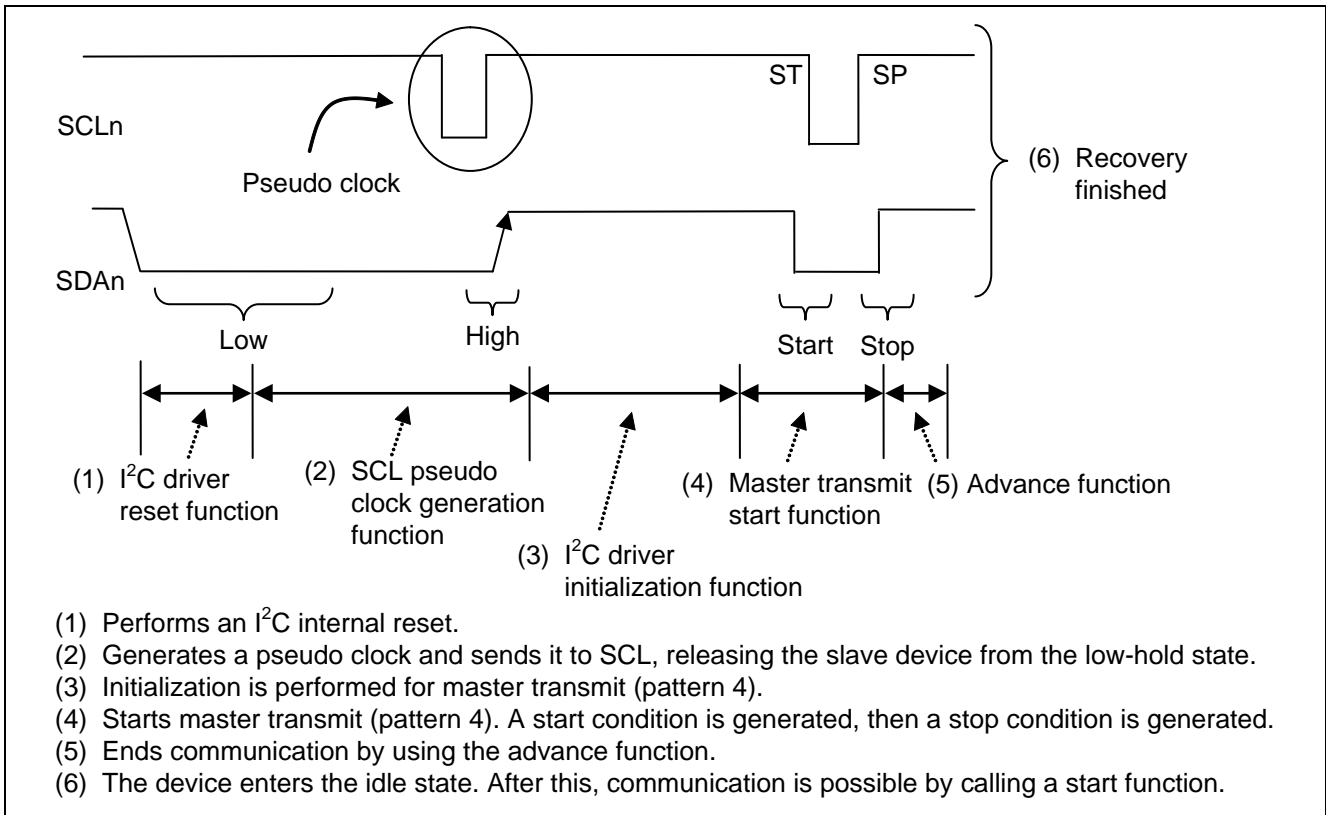 ST
SP
SCLn
Pseudo clock
(6) Recovery
finished
SDAn
Low
High
Start
Stop
(1) I²C driver
reset function
(2) SCL pseudo
clock generation
function
(3) I²C driver
initialization function
(4) Master transmit
start function
(5) Advance function
(1) Performs an I²C internal reset.
(2) Generates a pseudo clock and sends it to SCL, releasing the slave device from the low-hold state.
(3) Initialization is performed for master transmit (pattern 4).
(4) Starts master transmit (pattern 4). A start condition is generated, then a stop condition is generated.
(5) Ends communication by using the advance function.
(6) The device enters the idle state. After this, communication is possible by calling a start function.